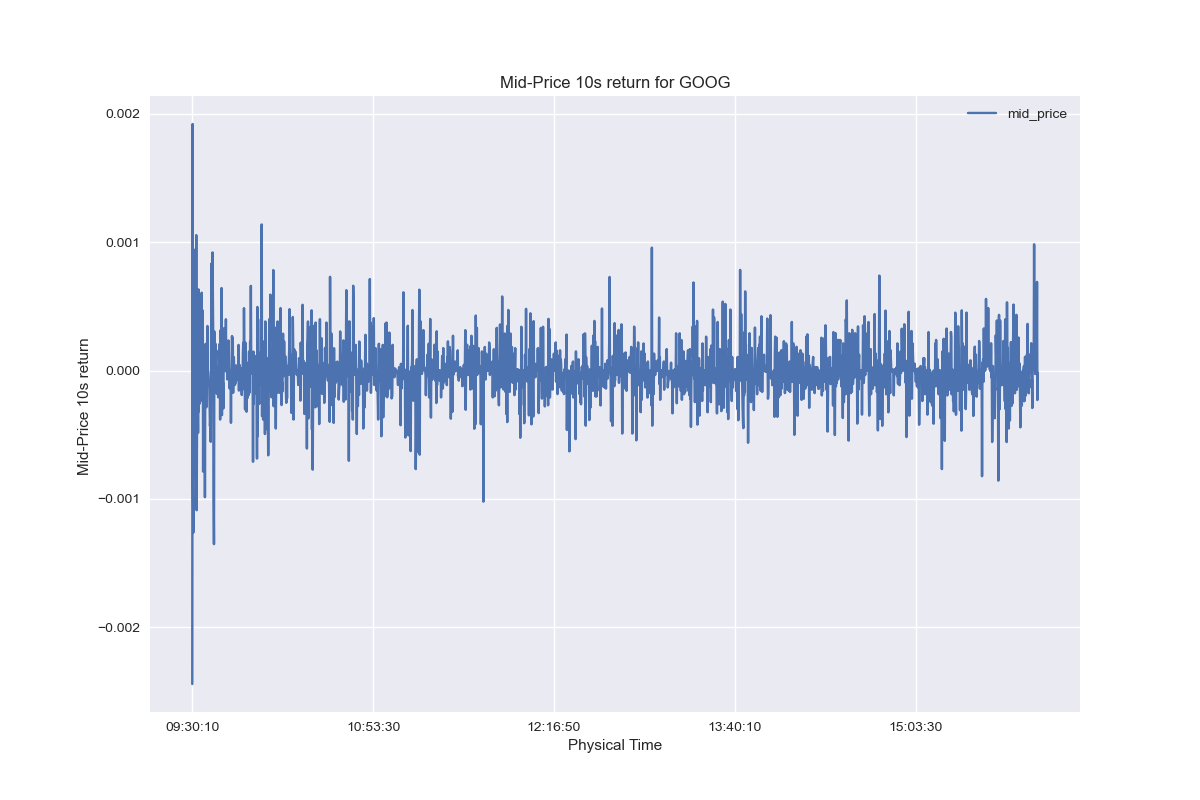 Mid-Price 10s return for GOOG
mid_price
0.002
0.001
0.000
−0.001
−0.002
Mid-Price 10s return
09:30:10 10:53:30 12:16:50 13:40:10 15:03:30
Physical Time